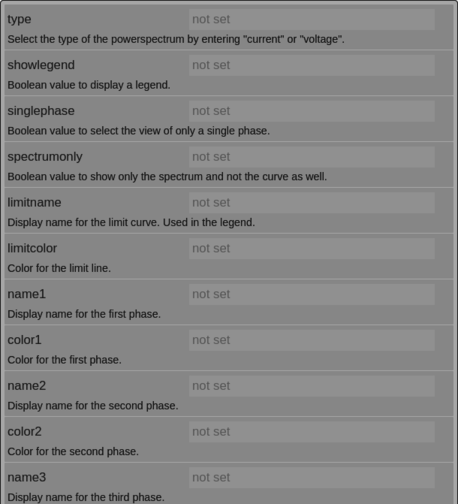 type
not set
Select the type of the powerspectrum by entering "current" or "voltage".
showlegend
not set
Boolean value to display a legend.
singlephase
not set
Boolean value to select the view of only a single phase.
spectrumonly
not set
Boolean value to show only the spectrum and not the curve as well.
limitname
not set
Display name for the limit curve. Used in the legend.
limitcolor
not set
Color for the limit line.
name1
not set
Display name for the first phase.
color1
not set
Color for the first phase.
name2
not set
Display name for the second phase.
color2
not set
Color for the second phase.
name3
not set
Display name for the third phase.